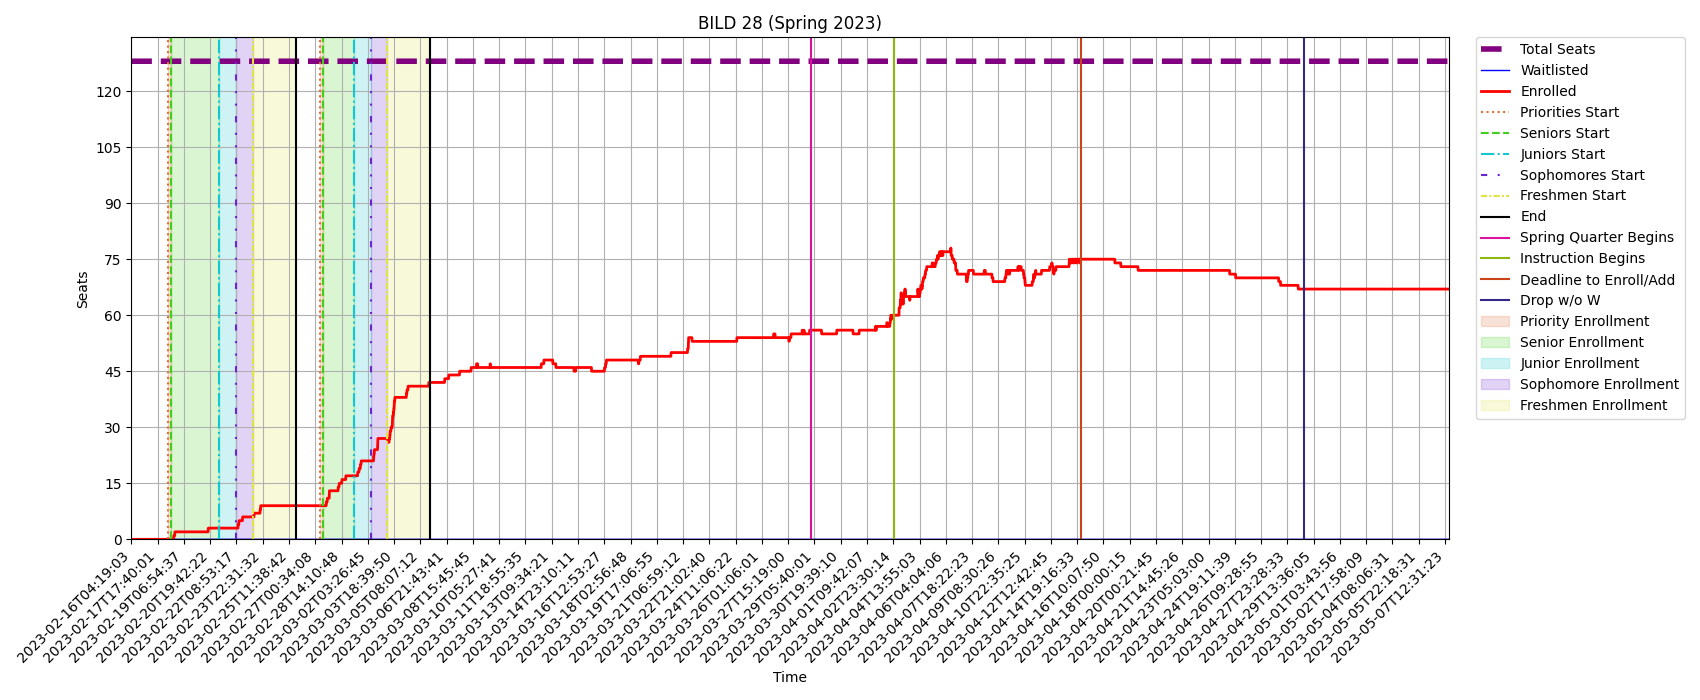 BILD 28 (Spring 2023)
Seats
120
105
90
75
60
45
30
15
0
2023-02-16T04:19:03
2023-02-17T17:40:01
2023-02-19T06:54:37
2023-02-20T19:42:22
2023-02-22T08:53:17
2023-02-23T22:31:32
2023-02-25T11:38:42
2023-02-27T00:34:08
2023-02-28T14:10:48
2023-03-02T03:26:45
2023-03-03T18:39:50
2023-03-05T08:07:12
2023-03-06T21:43:41
2023-03-08T15:45:45
2023-03-10T05:27:41
2023-03-11T18:55:35
2023-03-13T09:34:21
2023-03-14T23:10:11
2023-03-16T12:53:27
2023-03-18T02:56:48
2023-03-19T17:06:55
2023-03-21T06:59:12
2023-03-22T21:02:40
2023-03-24T11:06:22
2023-03-26T01:06:01
2023-03-27T15:19:00
2023-03-29T05:40:01
2023-03-30T19:39:10
2023-04-01T09:42:07
2023-04-02T23:30:14
2023-04-04T13:55:03
2023-04-06T04:04:06
2023-04-07T18:22:23
2023-04-09T08:30:26
2023-04-10T22:35:25
2023-04-12T12:42:45
2023-04-14T19:16:33
2023-04-16T10:07:50
2023-04-18T00:00:15
2023-04-20T00:21:45
2023-04-21T14:45:26
2023-04-23T05:03:00
2023-04-24T19:11:39
2023-04-26T09:28:55
2023-04-27T23:28:33
2023-04-29T13:36:05
2023-05-01T03:43:56
2023-05-02T17:58:09
2023-05-04T08:06:31
2023-05-05T22:18:31
2023-05-07T12:31:23
Time
Total Seats
Waitlisted
Enrolled
Priorities Start
Seniors Start
Juniors Start
Sophomores Start
Freshmen Start
End
Spring Quarter Begins
Instruction Begins
Deadline to Enroll/Add
Drop w/o W
Priority Enrollment
Senior Enrollment
Junior Enrollment
Sophomore Enrollment
Freshmen Enrollment